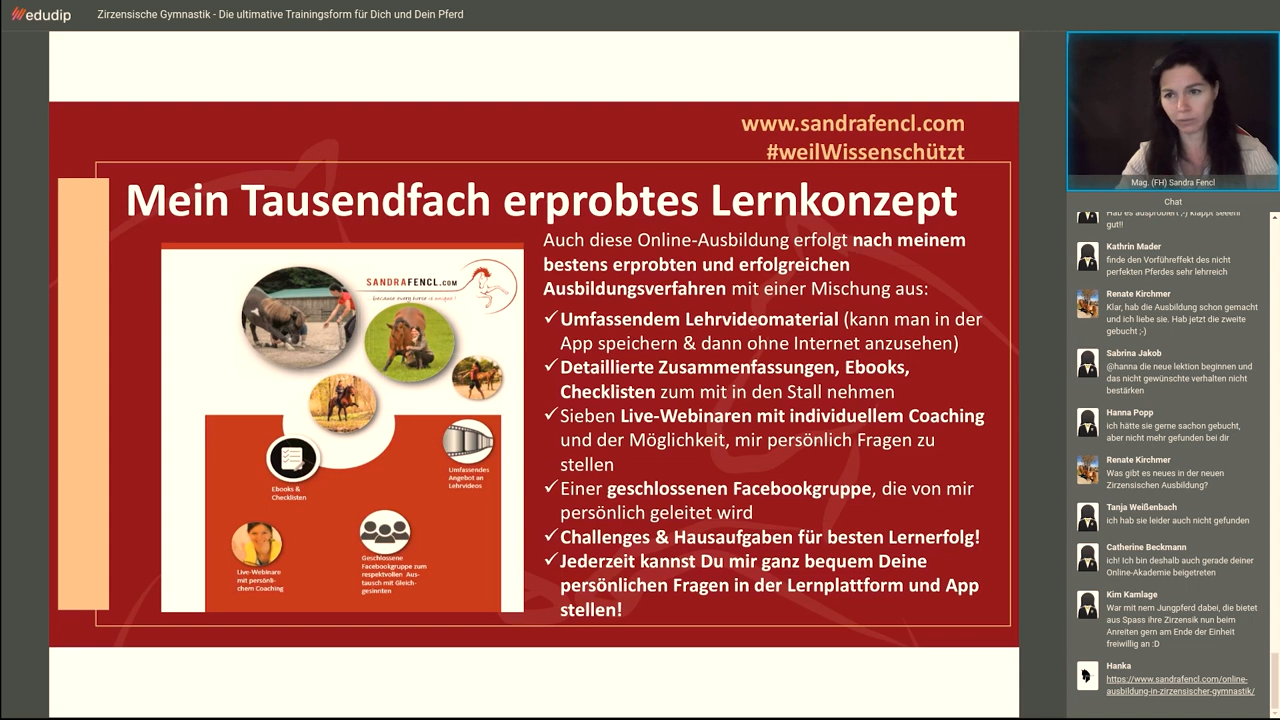 edudip
Zirzensische Gymnastik - Die ultimative Trainingsform für Dich und Dein Pferd
www.sandrafencl.com
#weilWissenschützt
Mein Tausendfach erprobtes Lernkonzept
SANDRAFENCL.COM
because every horse is unique!
Ebooks &
Checklisten
Umfassendes
Angebot an
Lehrvideos
Live-Webinare
mit persönli-
chem Coaching
Geschlossene
Facebookgruppe zum
respektvollen Aus-
tausch mit Gleich-
gesinnten
Auch diese Online-Ausbildung erfolgt nach meinem
bestens erprobten und erfolgreichen
Ausbildungsverfahren mit einer Mischung aus:
✓Umfassendem Lehrvideomaterial (kann man in der
App speichern & dann ohne Internet anzusehen)
✓Detaillierte Zusammenfassungen, Ebooks,
Checklisten zum mit in den Stall nehmen
✓Sieben Live-Webinaren mit individuellem Coaching
und der Möglichkeit, mir persönlich Fragen zu
stellen
✓Einer geschlossenen Facebookgruppe, die von mir
persönlich geleitet wird
✓Challenges & Hausaufgaben für besten Lernerfolg!
✓Jederzeit kannst Du mir ganz bequem Deine
persönlichen Fragen in der Lernplattform und App
stellen!
Mag. (FH) Sandra Fencl
Chat
Hab es ausprobiert ;-) klappt seeehr
gut!!
Kathrin Mader
finde den Vorführeffekt des nicht
perfekten Pferdes sehr lehrreich
Renate Kirchmer
Klar, hab die Ausbildung schon gemacht
und ich liebe sie. Hab jetzt die zweite
gebucht ;-)
Sabrina Jakob
@hanna die neue lektion beginnen und
das nicht gewünschte verhalten nicht
bestärken
Hanna Popp
ich hätte sie gerne sachon gebucht,
aber nicht mehr gefunden bei dir
Renate Kirchmer
Was gibt es neues in der neuen
Zirzensischen Ausbildung?
Tanja Weißenbach
ich hab sie leider auch nicht gefunden
Catherine Beckmann
ich! Ich bin deshalb auch gerade deiner
Online-Akademie beigetreten
Kim Kamlage
War mit nem Jungpferd dabei, die bietet
aus Spass ihre Zirzensik nun beim
Anreiten gern am Ende der Einheit
freiwillig an :D
Hanka
https://www.sandrafencl.com/online-
ausbildung-in-zirzensischer-gymnastik/